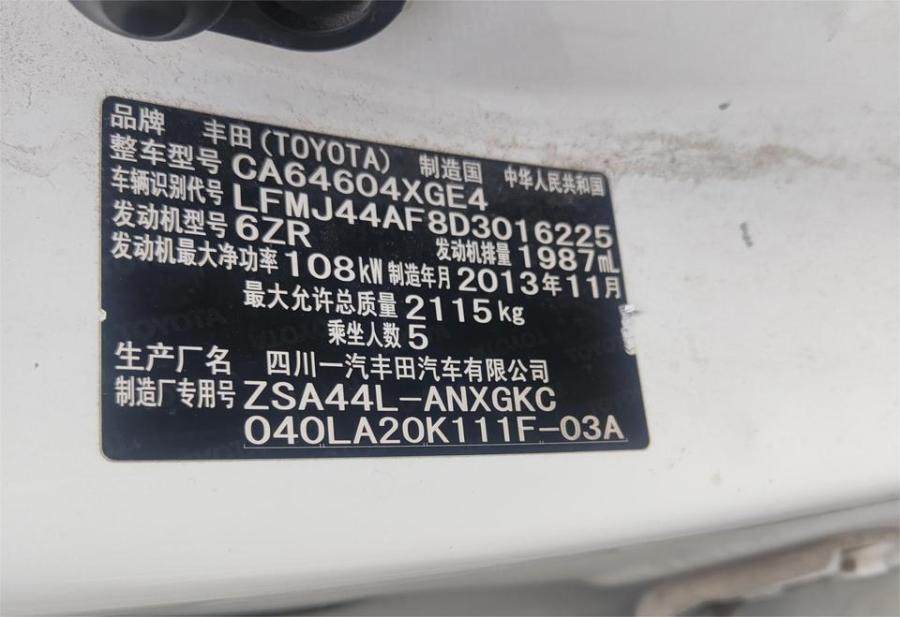 品牌 丰田(TOYOTA) 制造国 中华人民共和国
整车型号 CA64604XGE4
车辆识别代号 LFMJ44AF8D3016225
发动机型号 6ZR 发动机排量 1987mL
发动机最大净功率 108kW 制造年月 2013年11月
最大允许总质量 2115kg
乘坐人数 5
生产厂名 四川一汽丰田汽车有限公司
制造厂专用号 ZSA44L-ANXGKC
040LA20K111F-03A